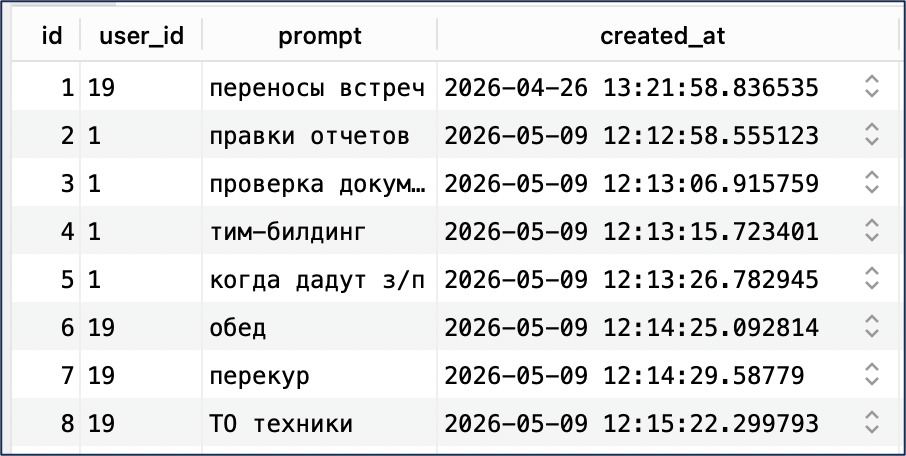 id user_id prompt created_at
1 19 переносы встреч 2026-04-26 13:21:58.836535
2 1 правки отчетов 2026-05-09 12:12:58.555123
3 1 проверка докум… 2026-05-09 12:13:06.915759
4 1 тим-билдинг 2026-05-09 12:13:15.723401
5 1 когда дадут з/п 2026-05-09 12:13:26.782945
6 19 обед 2026-05-09 12:14:25.092814
7 19 перекур 2026-05-09 12:14:29.58779
8 19 ТО техники 2026-05-09 12:15:22.299793